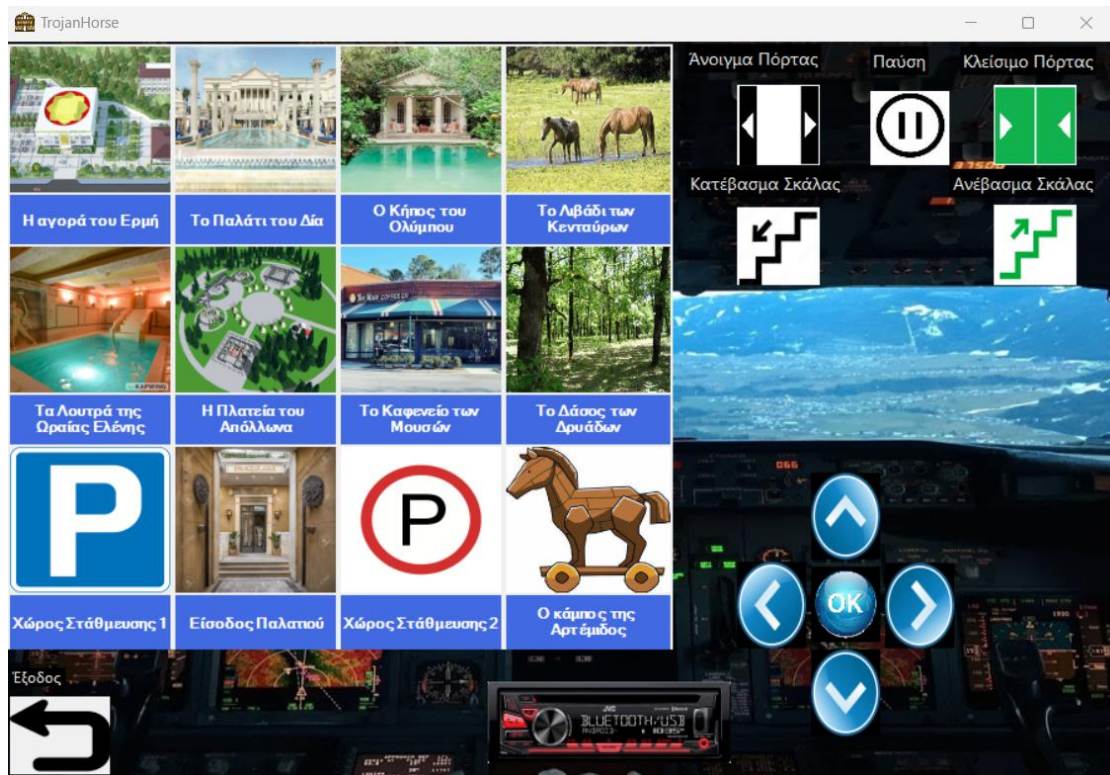 TrojanHorse
Άνοιγμα Πόρτας
Παύση
Κλείσιμο Πόρτας
Κατέβασμα Σκάλας
Ανέβασμα Σκάλας
Η αγορά του Ερμή
Το Παλάτι του Δία
Ο Κήπος του
Ολύμπου
Το Λιβάδι των
Κενταύρων
Τα Λουτρά της
Ωραίας Ελένης
Η Πλατεία του
Απόλλωνα
Το Καφενείο των
Μουσών
Το Δάσος των
Δρυάδων
P
P
Χώρος Στάθμευσης 1
Είσοδος Παλατιού
Χώρος Στάθμευσης 2
Ο κάμπος της
Αρτέμιδος
OK
Έξοδος
JVC
BLUETOOTH/USB